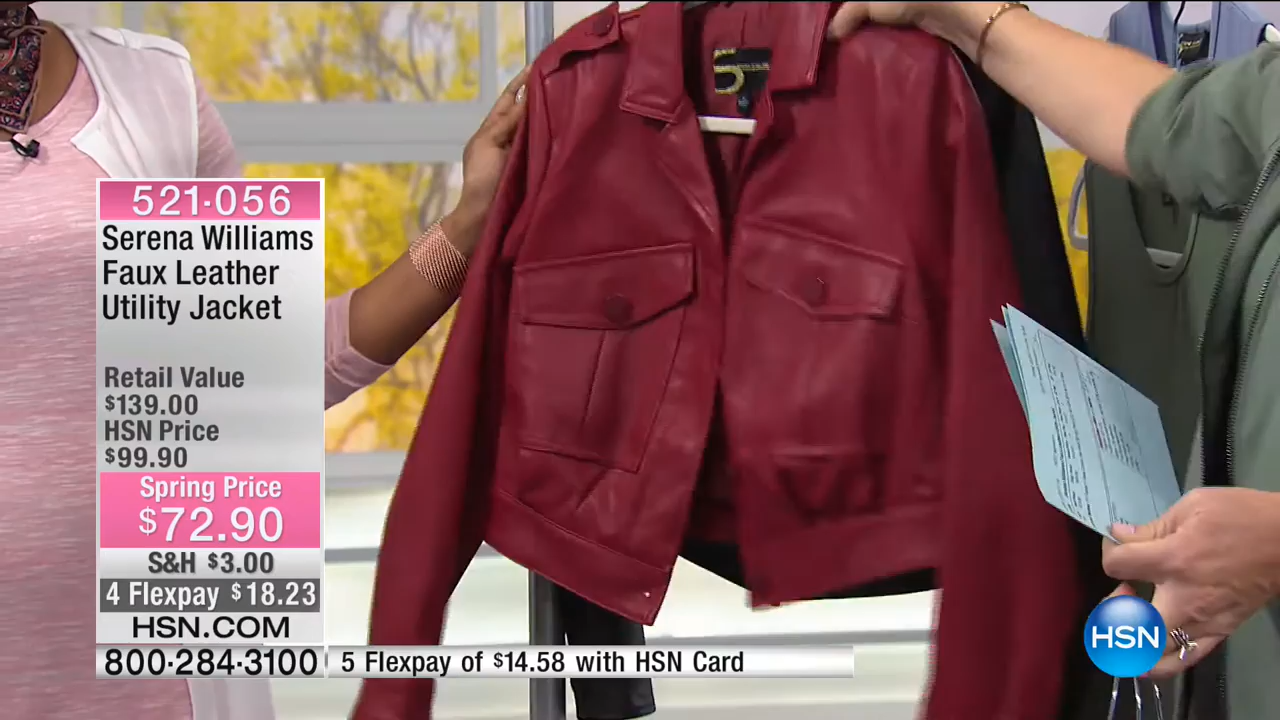 521·056
Serena Williams
Faux Leather
Utility Jacket
Retail Value
$139.00
HSN Price
$99.90
Spring Price
$72.90
S&H $3.00
4 Flexpay $18.23
HSN.COM
800·284·3100
5 Flexpay of $14.58 with HSN Card
HSN